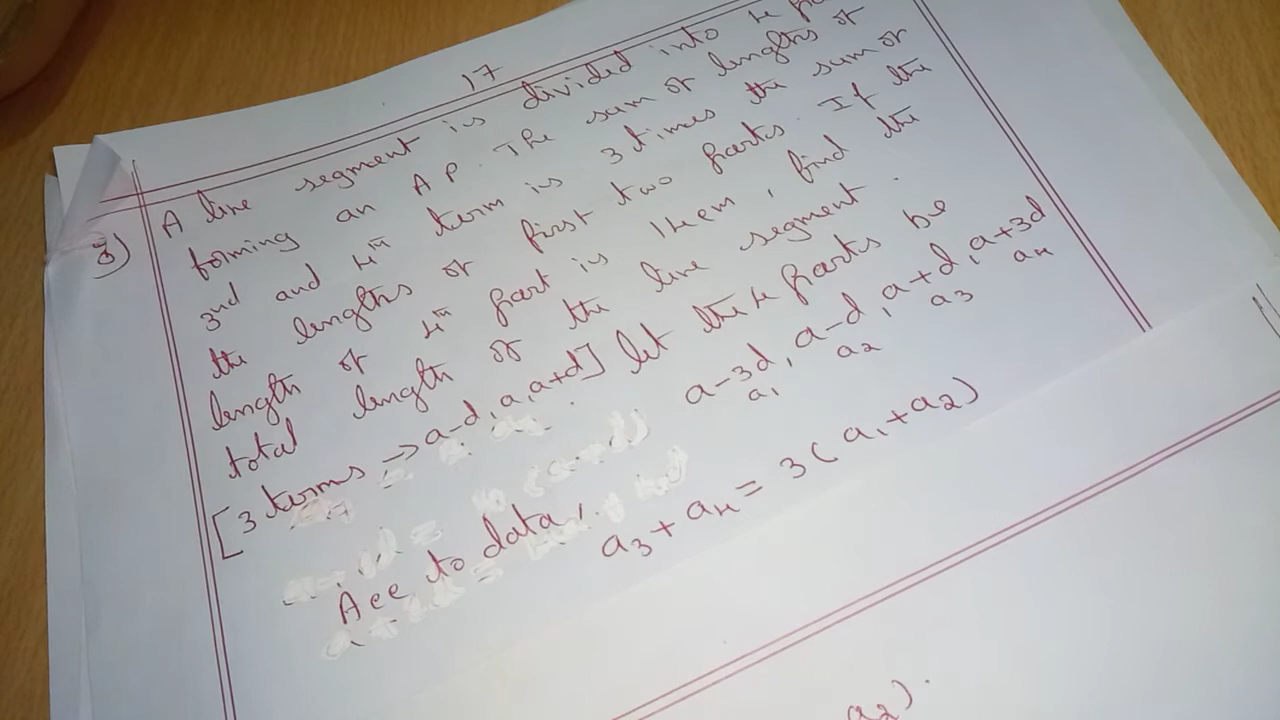 17
8) A line segment is divided into 4
forming an AP. The sum of lengths of
3rd and 4th term is 3 times the sum of
the lengths of first two parts. If the
length of 4th part is 14cm, find the
total length of the line segment.
[3 terms → a-d, a, a+d] let the 4 parts be
a-3d, a-d, a+d, a+3d
a1 a2 a3 a4
Acc to data,
a3 + a4 = 3(a1 + a2)
a2).